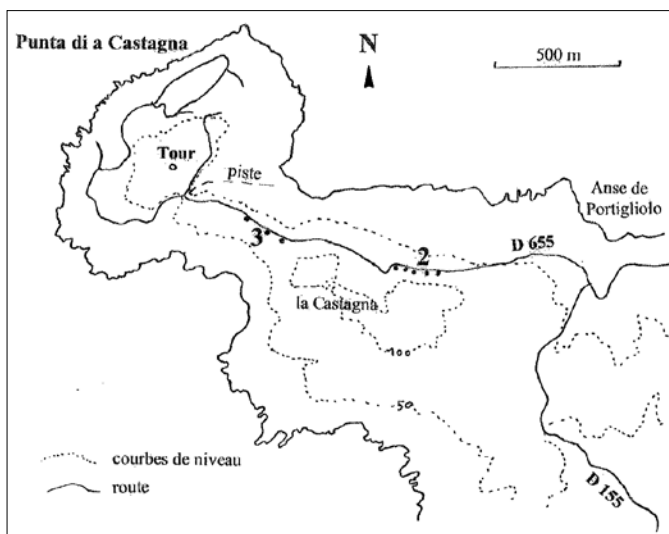 Punta di a Castagna
N
500 m
Tour
piste
Anse de
Portigliolo
3
2
D 655
la Castagna
100
50
courbes de niveau
route
D 155